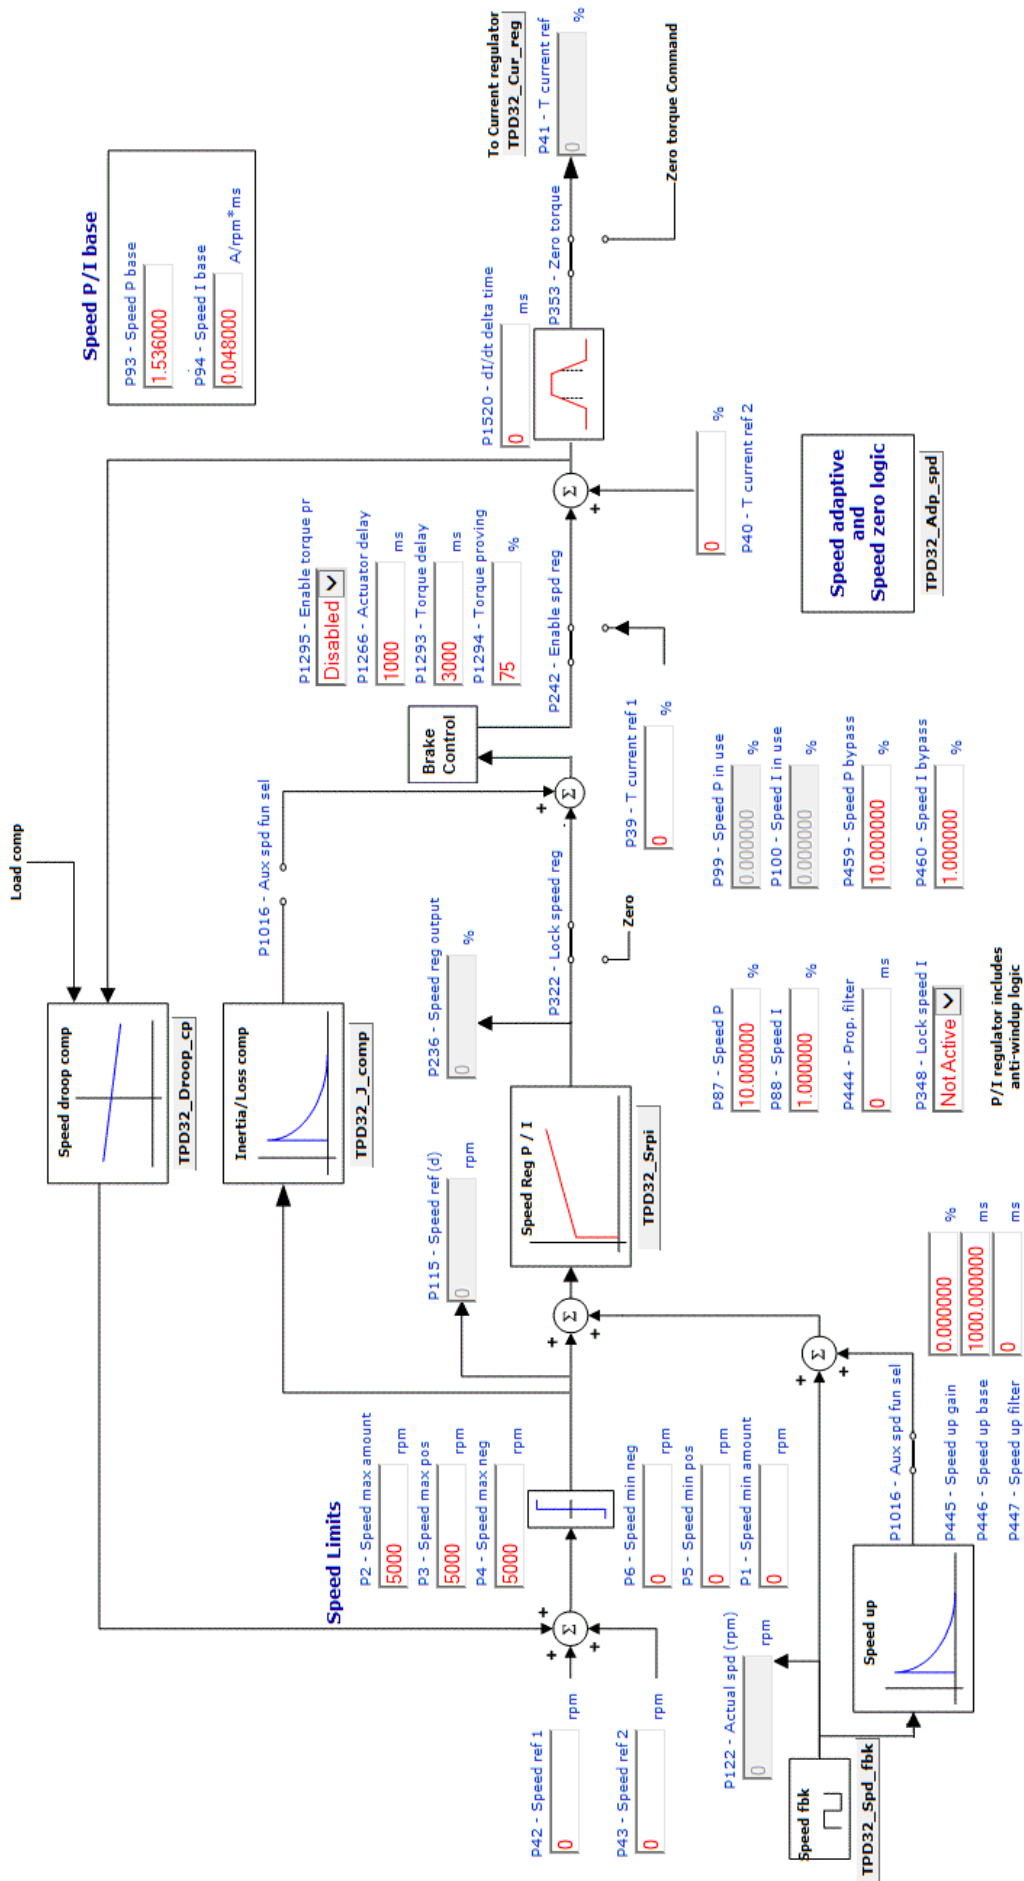 Load comp
Speed droop comp
TPD32_Droop_cp
Inertia/Loss comp
TPD32_J_comp
P1016 - Aux spd fun sel
Speed P/I base
P93 - Speed P base
1.536000
P94 - Speed I base
0.048000
A/rpm*ms
Speed Limits
P2 - Speed max amount
5000
rpm
P3 - Speed max pos
5000
rpm
P4 - Speed max neg
5000
rpm
P115 - Speed ref (d)
0
rpm
P236 - Speed reg output
0
%
Brake
Control
P1295 - Enable torque pr
Disabled
P1266 - Actuator delay
1000
ms
P1293 - Torque delay
3000
ms
P1294 - Torque proving
75
%
P1520 - dI/dt delta time
0
ms
To Current regulator
TPD32_Cur_reg
P41 - T current ref
0
%
P42 - Speed ref 1
0
rpm
P43 - Speed ref 2
0
rpm
+
+
+
Σ
P6 - Speed min neg
0
rpm
P5 - Speed min pos
0
rpm
P1 - Speed min amount
0
rpm
+
+
Σ
Speed Reg P / I
TPD32_Srpi
P322 - Lock speed reg
Zero
+
Σ
P242 - Enable spd reg
P39 - T current ref 1
0
%
Σ
+
P40 - T current ref 2
0
%
P353 - Zero torque
Zero torque Command
Speed fbk
TPD32_Spd_fbk
P122 - Actual spd (rpm)
0
rpm
Speed up
P1016 - Aux spd fun sel
+
+
Σ
P445 - Speed up gain
0.000000
%
P446 - Speed up base
1000.000000
ms
P447 - Speed up filter
0
ms
P87 - Speed P
10.000000
%
P88 - Speed I
1.000000
%
P444 - Prop. filter
0
ms
P348 - Lock speed I
Not Active
P/I regulator includes
anti-windup logic
P99 - Speed P in use
0.000000
%
P100 - Speed I in use
0.000000
%
P459 - Speed P bypass
10.000000
%
P460 - Speed I bypass
1.000000
%
Speed adaptive
and
Speed zero logic
TPD32_Adp_spd